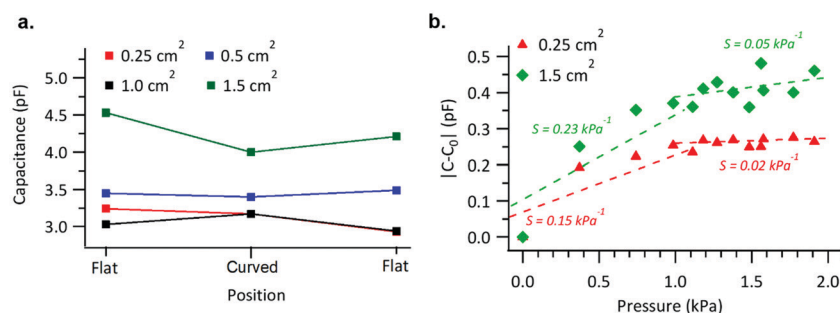 a.
0.25 cm²
0.5 cm²
1.0 cm²
1.5 cm²
Capacitance (pF)
5.0
4.5
4.0
3.5
3.0
Flat
Curved
Flat
Position
b.
0.25 cm²
1.5 cm²
|C-C₀| (pF)
0.5
0.4
0.3
0.2
0.1
0.0
S = 0.05 kPa⁻¹
S = 0.23 kPa⁻¹
S = 0.02 kPa⁻¹
S = 0.15 kPa⁻¹
0.0
0.5
1.0
1.5
2.0
Pressure (kPa)